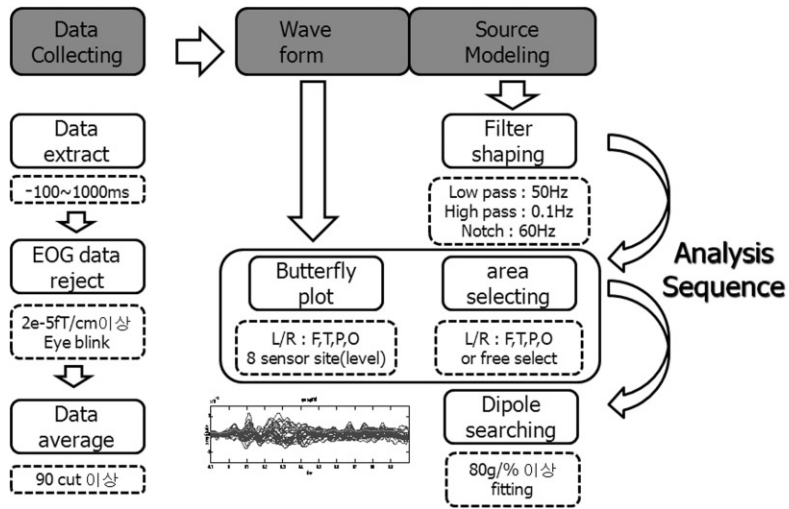 Data
Collecting
Wave
form
Source
Modeling
Data
extract
-100~1000ms
EOG data
reject
2e-5fT/cm이상
Eye blink
Data
average
90 cut 이상
Filter
shaping
Low pass : 50Hz
High pass : 0.1Hz
Notch : 60Hz
Butterfly
plot
L/R : F,T,P,O
8 sensor site(level)
area
selecting
L/R : F,T,P,O
or free select
Dipole
searching
80g/% 이상
fitting
Analysis
Sequence